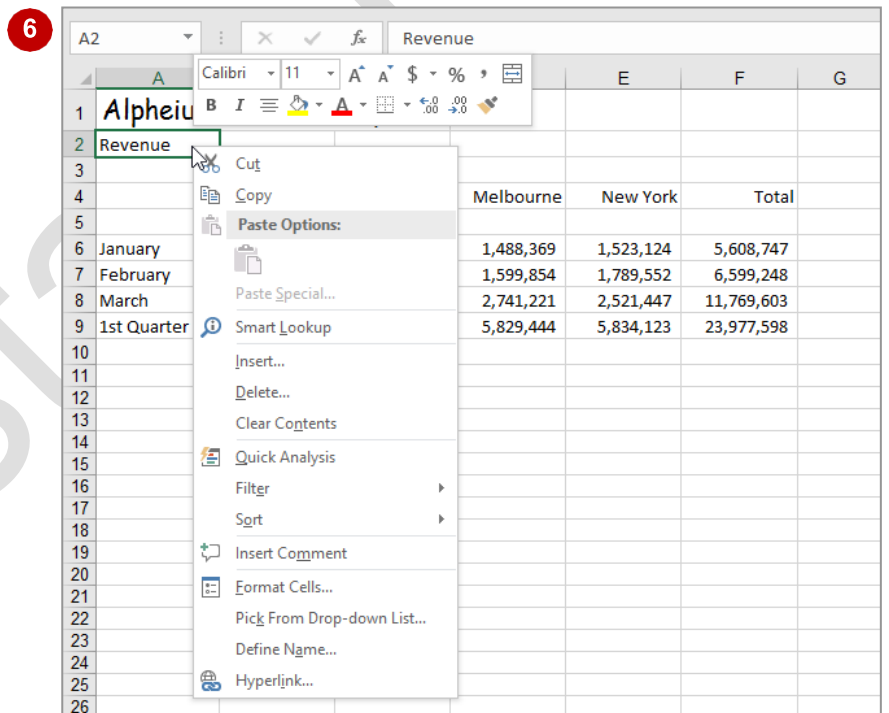 6
A2 fx Revenue
Calibri 11 A A $ % ,
B I A .00 .00
A E F G
1 Alpheiu
2 Revenue
3
4 Melbourne New York Total
5
6 January 1,488,369 1,523,124 5,608,747
7 February 1,599,854 1,789,552 6,599,248
8 March 2,741,221 2,521,447 11,769,603
9 1st Quarter 5,829,444 5,834,123 23,977,598
10
11
12
13
14
15
16
17
18
19
20
21
22
23
24
25
26
Cut
Copy
Paste Options:
Paste Special...
Smart Lookup
Insert...
Delete...
Clear Contents
Quick Analysis
Filter
Sort
Insert Comment
Format Cells...
Pick From Drop-down List...
Define Name...
Hyperlink...